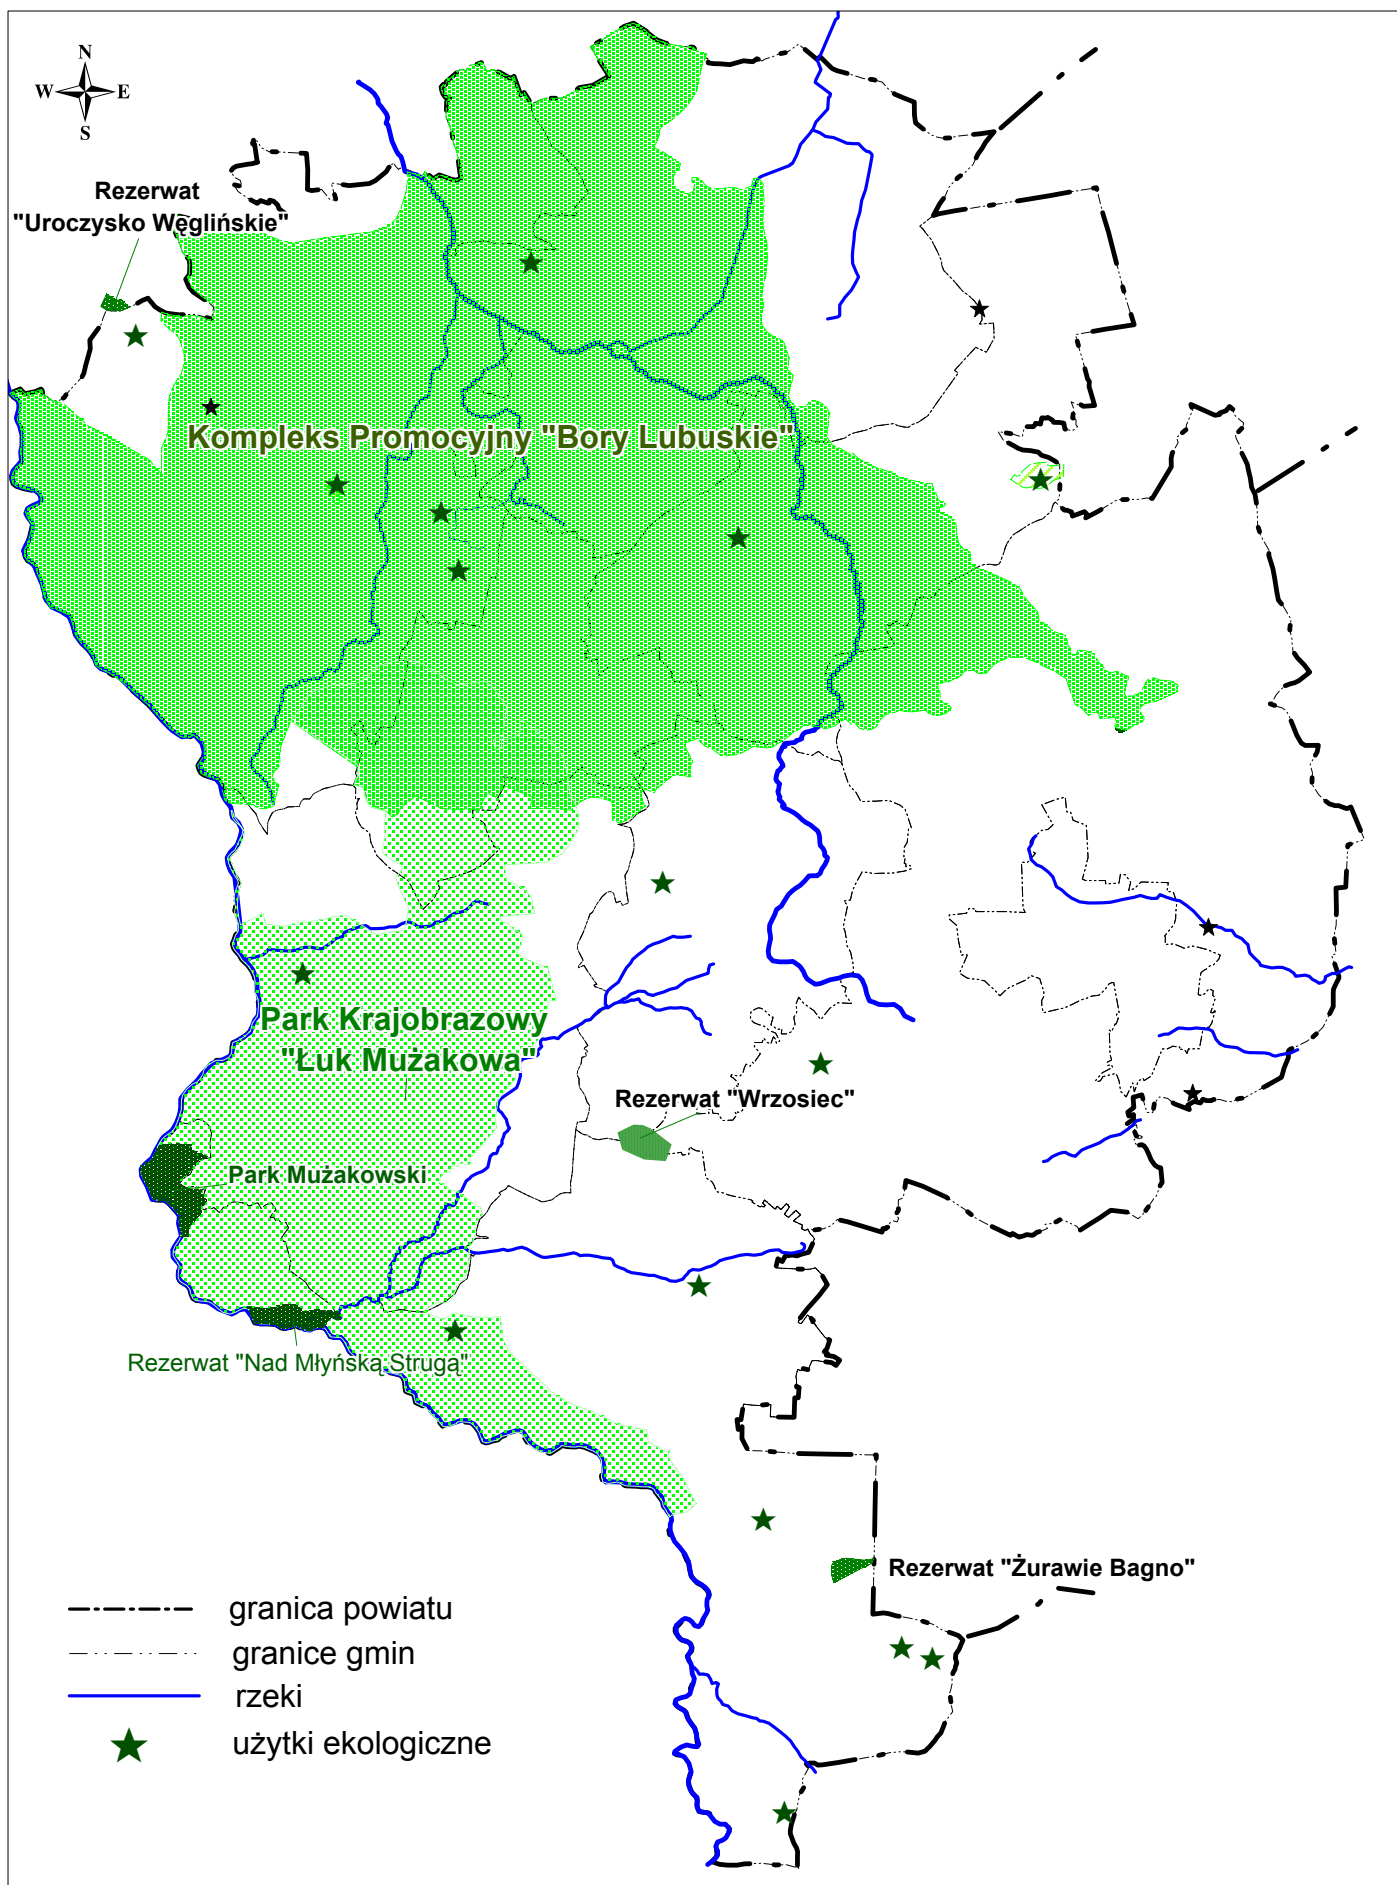 N
W E
S
Rezerwat
"Uroczysko Węglińskie"
Kompleks Promocyjny "Bory Lubuskie"
Park Krajobrazowy
"Łuk Mużakowa"
Rezerwat "Wrzosiec"
Park Mużakowski
Rezerwat "Nad Młyńską Strugą"
Rezerwat "Żurawie Bagno"
granica powiatu
granice gmin
rzeki
użytki ekologiczne